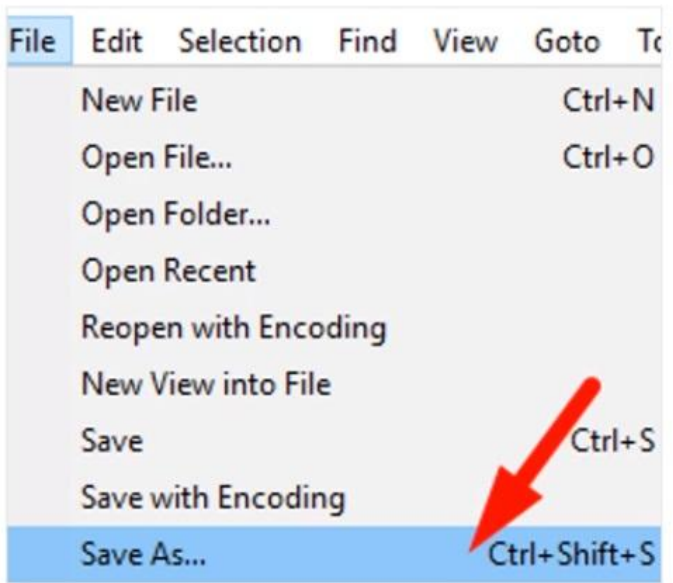 File Edit Selection Find View Goto
New File Ctrl+N
Open File... Ctrl+O
Open Folder...
Open Recent
Reopen with Encoding
New View into File
Save Ctrl+S
Save with Encoding
Save As... Ctrl+Shift+S